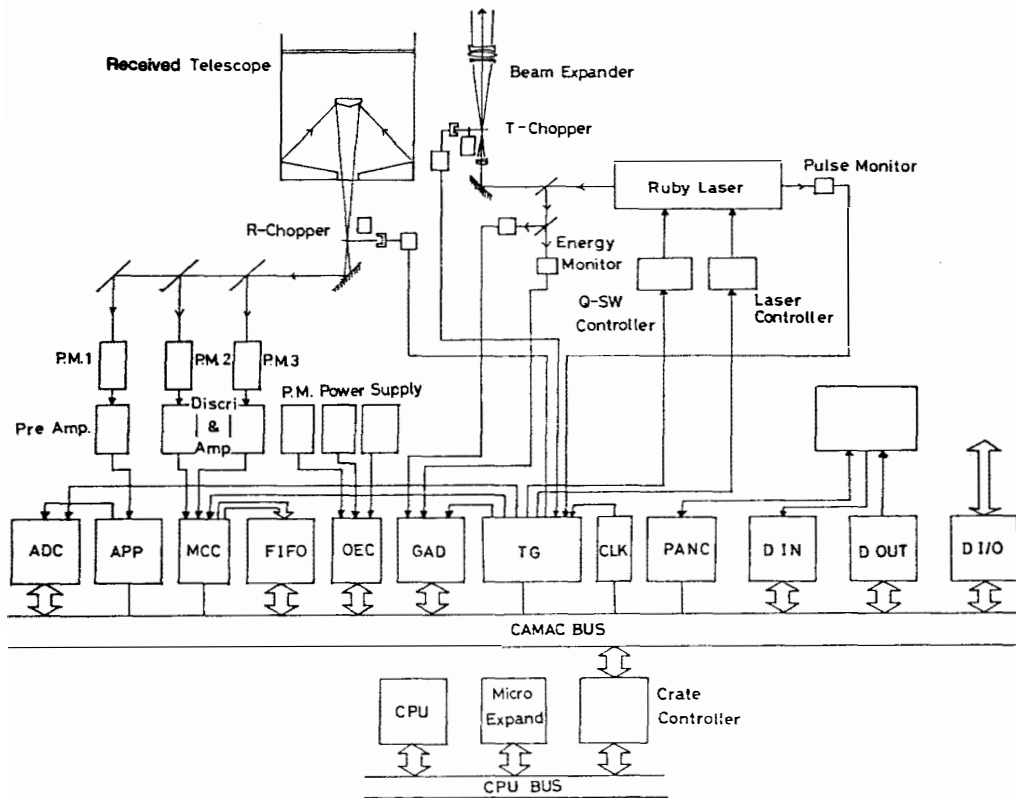 Received Telescope
Beam Expander
T-Chopper
Pulse Monitor
Ruby Laser
R-Chopper
Energy
Monitor
Q-SW
Controller
Laser
Controller
P.M.1
P.M.2
P.M.3
P.M. Power Supply
Pre Amp.
Discri
&
Amp
ADC
APP
MCC
FIFO
OEC
GAD
TG
CLK
PANC
D IN
D OUT
D I/O
CAMAC BUS
CPU
Micro
Expand
Crate
Controller
CPU BUS